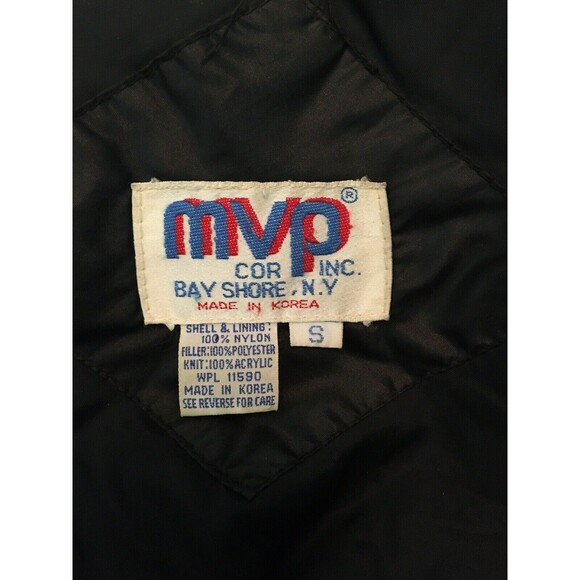 mvp ®
COR INC.
BAY SHORE, N.Y
MADE IN KOREA
S
SHELL & LINING:
100% NYLON
FILLER:100%POLYESTER
KNIT:100%ACRYLIC
WPL 11590
MADE IN KOREA
SEE REVERSE FOR CARE